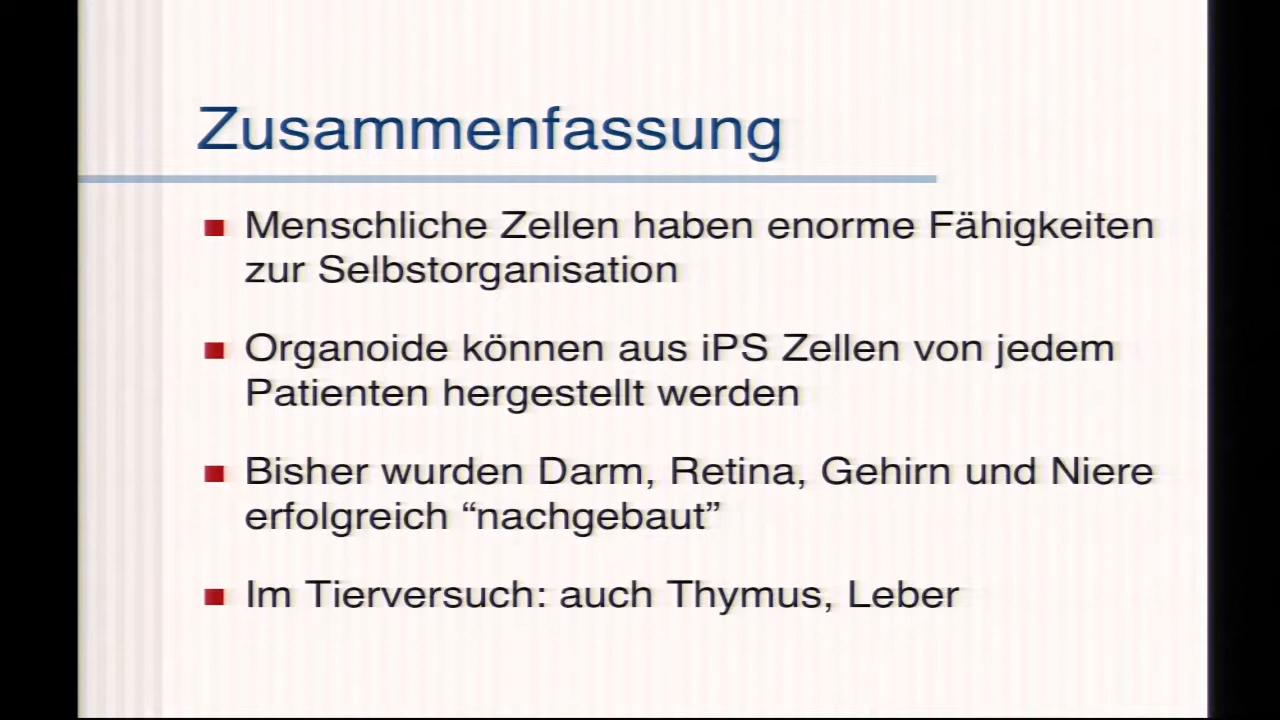 Zusammenfassung
Menschliche Zellen haben enorme Fähigkeiten
zur Selbstorganisation
Organoide können aus iPS Zellen von jedem
Patienten hergestellt werden
Bisher wurden Darm, Retina, Gehirn und Niere
erfolgreich “nachgebaut”
Im Tierversuch: auch Thymus, Leber